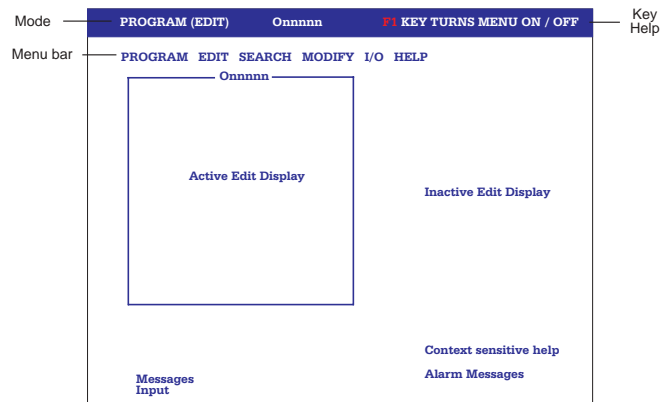 Mode
PROGRAM (EDIT) Onnnnn F1 KEY TURNS MENU ON / OFF
Key
Help
Menu bar
PROGRAM EDIT SEARCH MODIFY I/O HELP
Onnnnn
Active Edit Display
Inactive Edit Display
Context sensitive help
Alarm Messages
Messages
Input